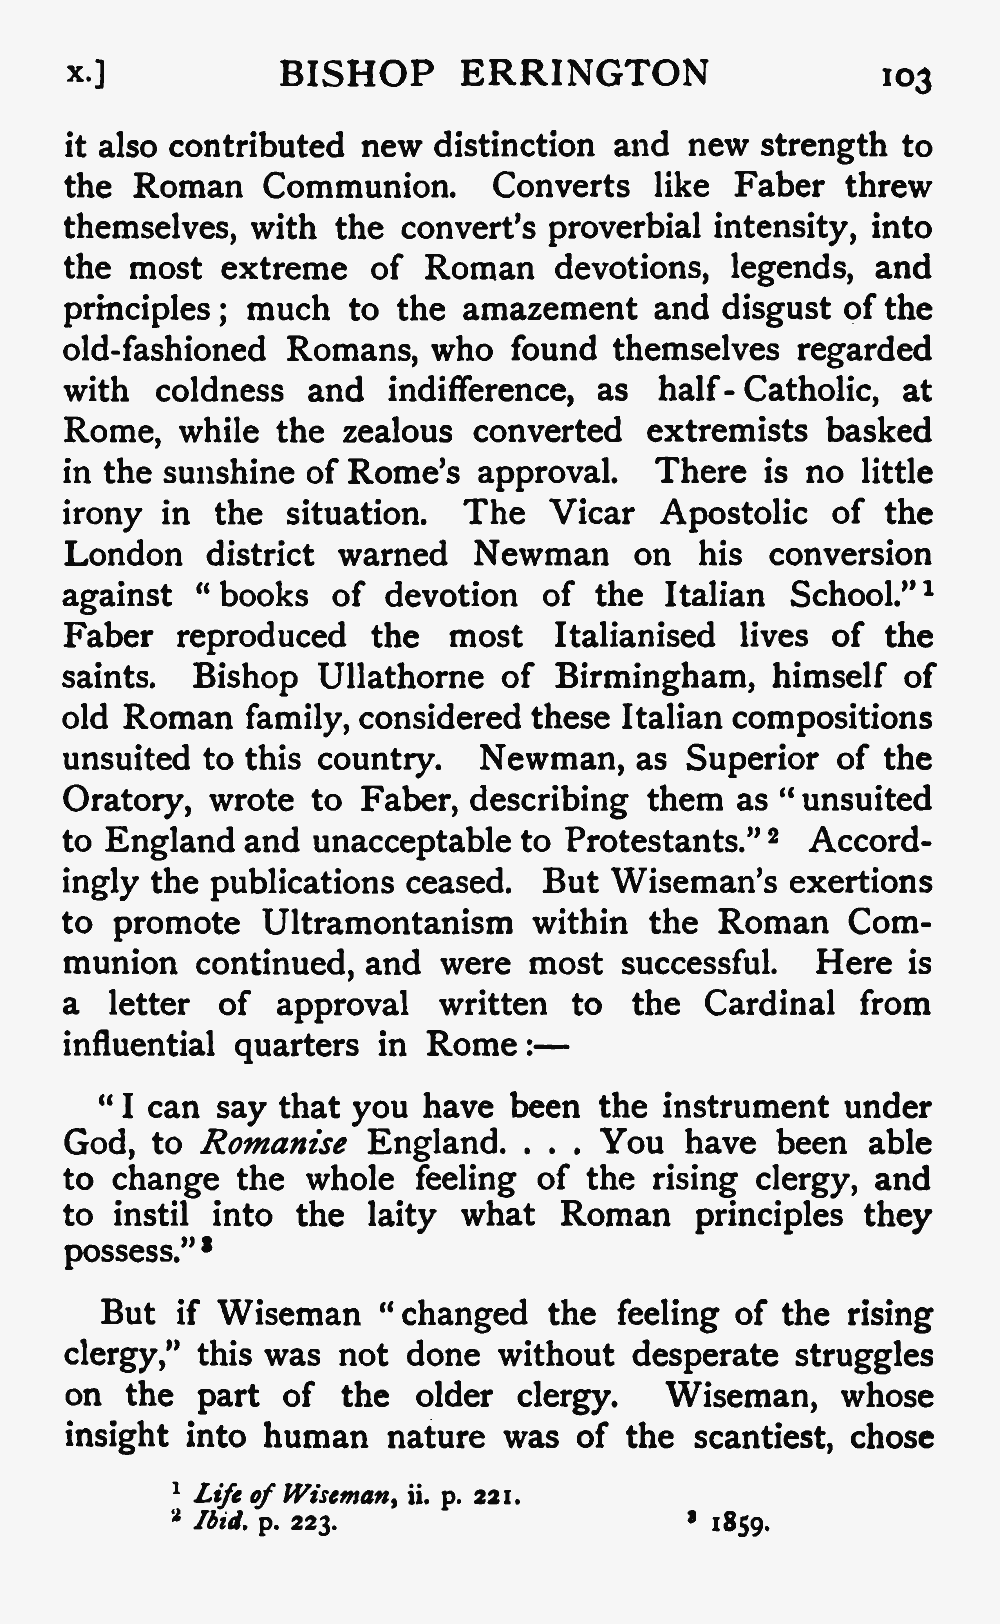 x.] BISHOP ERRINGTON 103
it also contributed new distinction and new strength to
the Roman Communion. Converts like Faber threw
themselves, with the convert's proverbial intensity, into
the most extreme of Roman devotions, legends, and
principles; much to the amazement and disgust of the
old-fashioned Romans, who found themselves regarded
with coldness and indifference, as half-Catholic, at
Rome, while the zealous converted extremists basked
in the sunshine of Rome's approval. There is no little
irony in the situation. The Vicar Apostolic of the
London district warned Newman on his conversion
against "books of devotion of the Italian School."¹
Faber reproduced the most Italianised lives of the
saints. Bishop Ullathorne of Birmingham, himself of
old Roman family, considered these Italian compositions
unsuited to this country. Newman, as Superior of the
Oratory, wrote to Faber, describing them as "unsuited
to England and unacceptable to Protestants."² Accord-
ingly the publications ceased. But Wiseman's exertions
to promote Ultramontanism within the Roman Com-
munion continued, and were most successful. Here is
a letter of approval written to the Cardinal from
influential quarters in Rome:—
"I can say that you have been the instrument under
God, to Romanise England. . . . You have been able
to change the whole feeling of the rising clergy, and
to instil into the laity what Roman principles they
possess."³
But if Wiseman "changed the feeling of the rising
clergy," this was not done without desperate struggles
on the part of the older clergy. Wiseman, whose
insight into human nature was of the scantiest, chose
¹ Life of Wiseman, ii. p. 221.
² Ibid. p. 223. ³ 1859.